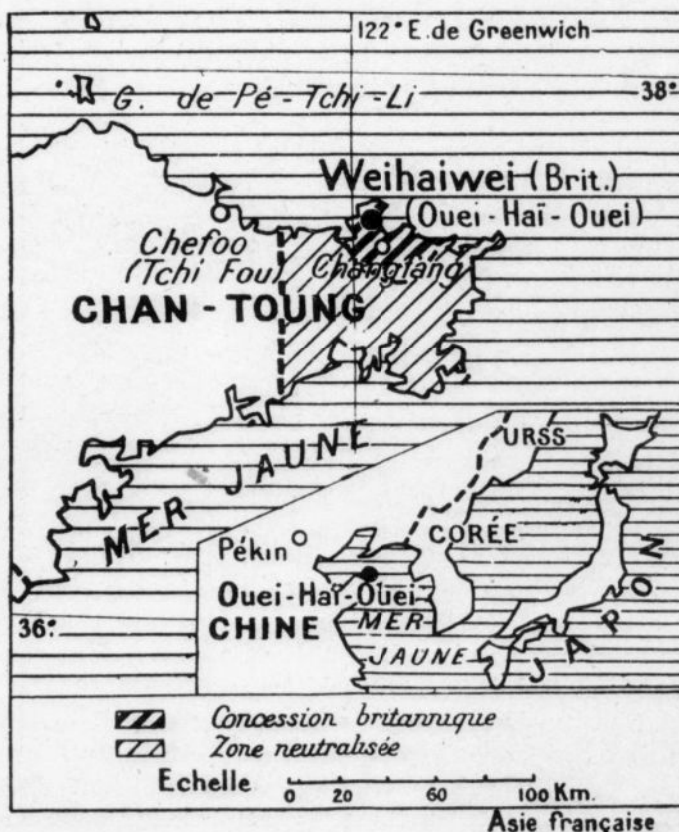 122° E. de Greenwich
G. de Pé-Tchi-Li
38°
Weihaiwei (Brit.)
(Ouei-Haï-Ouei)
Chefoo
(Tchi Fou)
Changtang
CHAN-TOUNG
MER JAUNE
URSS
CORÉE
Pékin
Ouei-Haï-Ouei
CHINE
MER
JAUNE
JAPON
36°
Concession britannique
Zone neutralisée
Echelle
0 20 60 100 Km.
Asie française